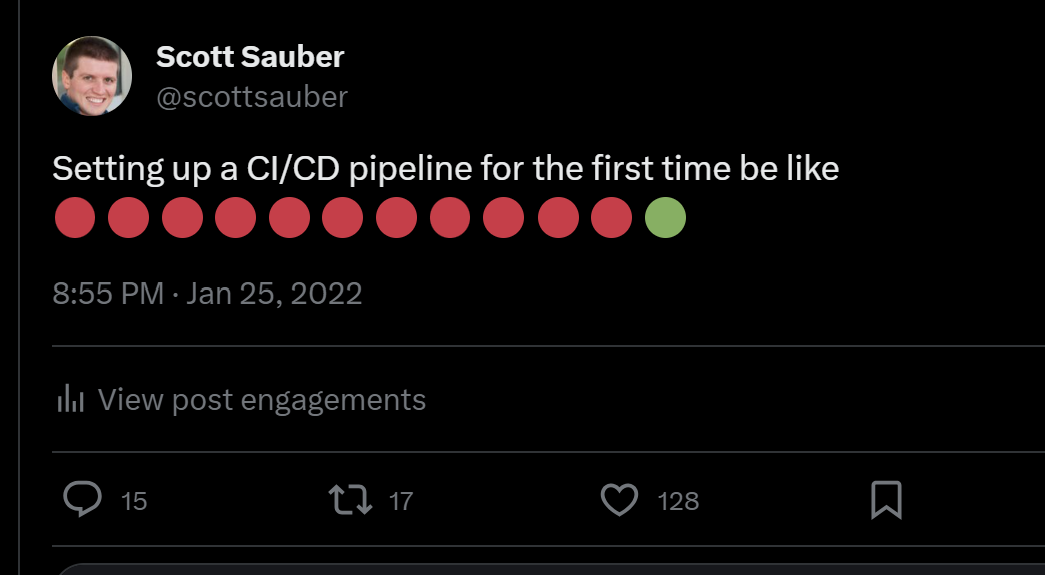 Scott Sauber
@scottsauber
Setting up a CI/CD pipeline for the first time be like
🔴🔴🔴🔴🔴🔴🔴🔴🔴🔴🔴🟢
8:55 PM · Jan 25, 2022
View post engagements
15 17 128